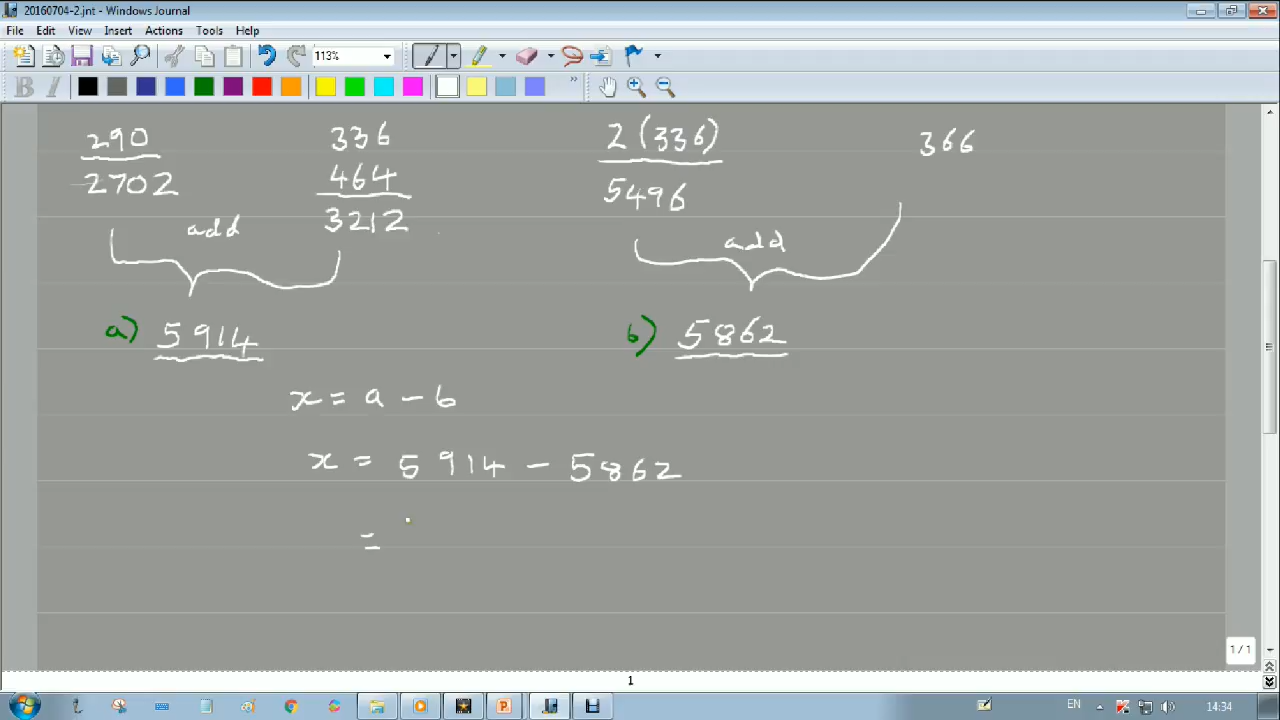 20160704-2.jnt - Windows Journal
File Edit View Insert Actions Tools Help
113%
B I
290 336 2(336) 366
2702 464 5496
3212
add add
a) 5914 b) 5862
x = a - b
x = 5914 - 5862
=
1 / 1
1
EN 14:34